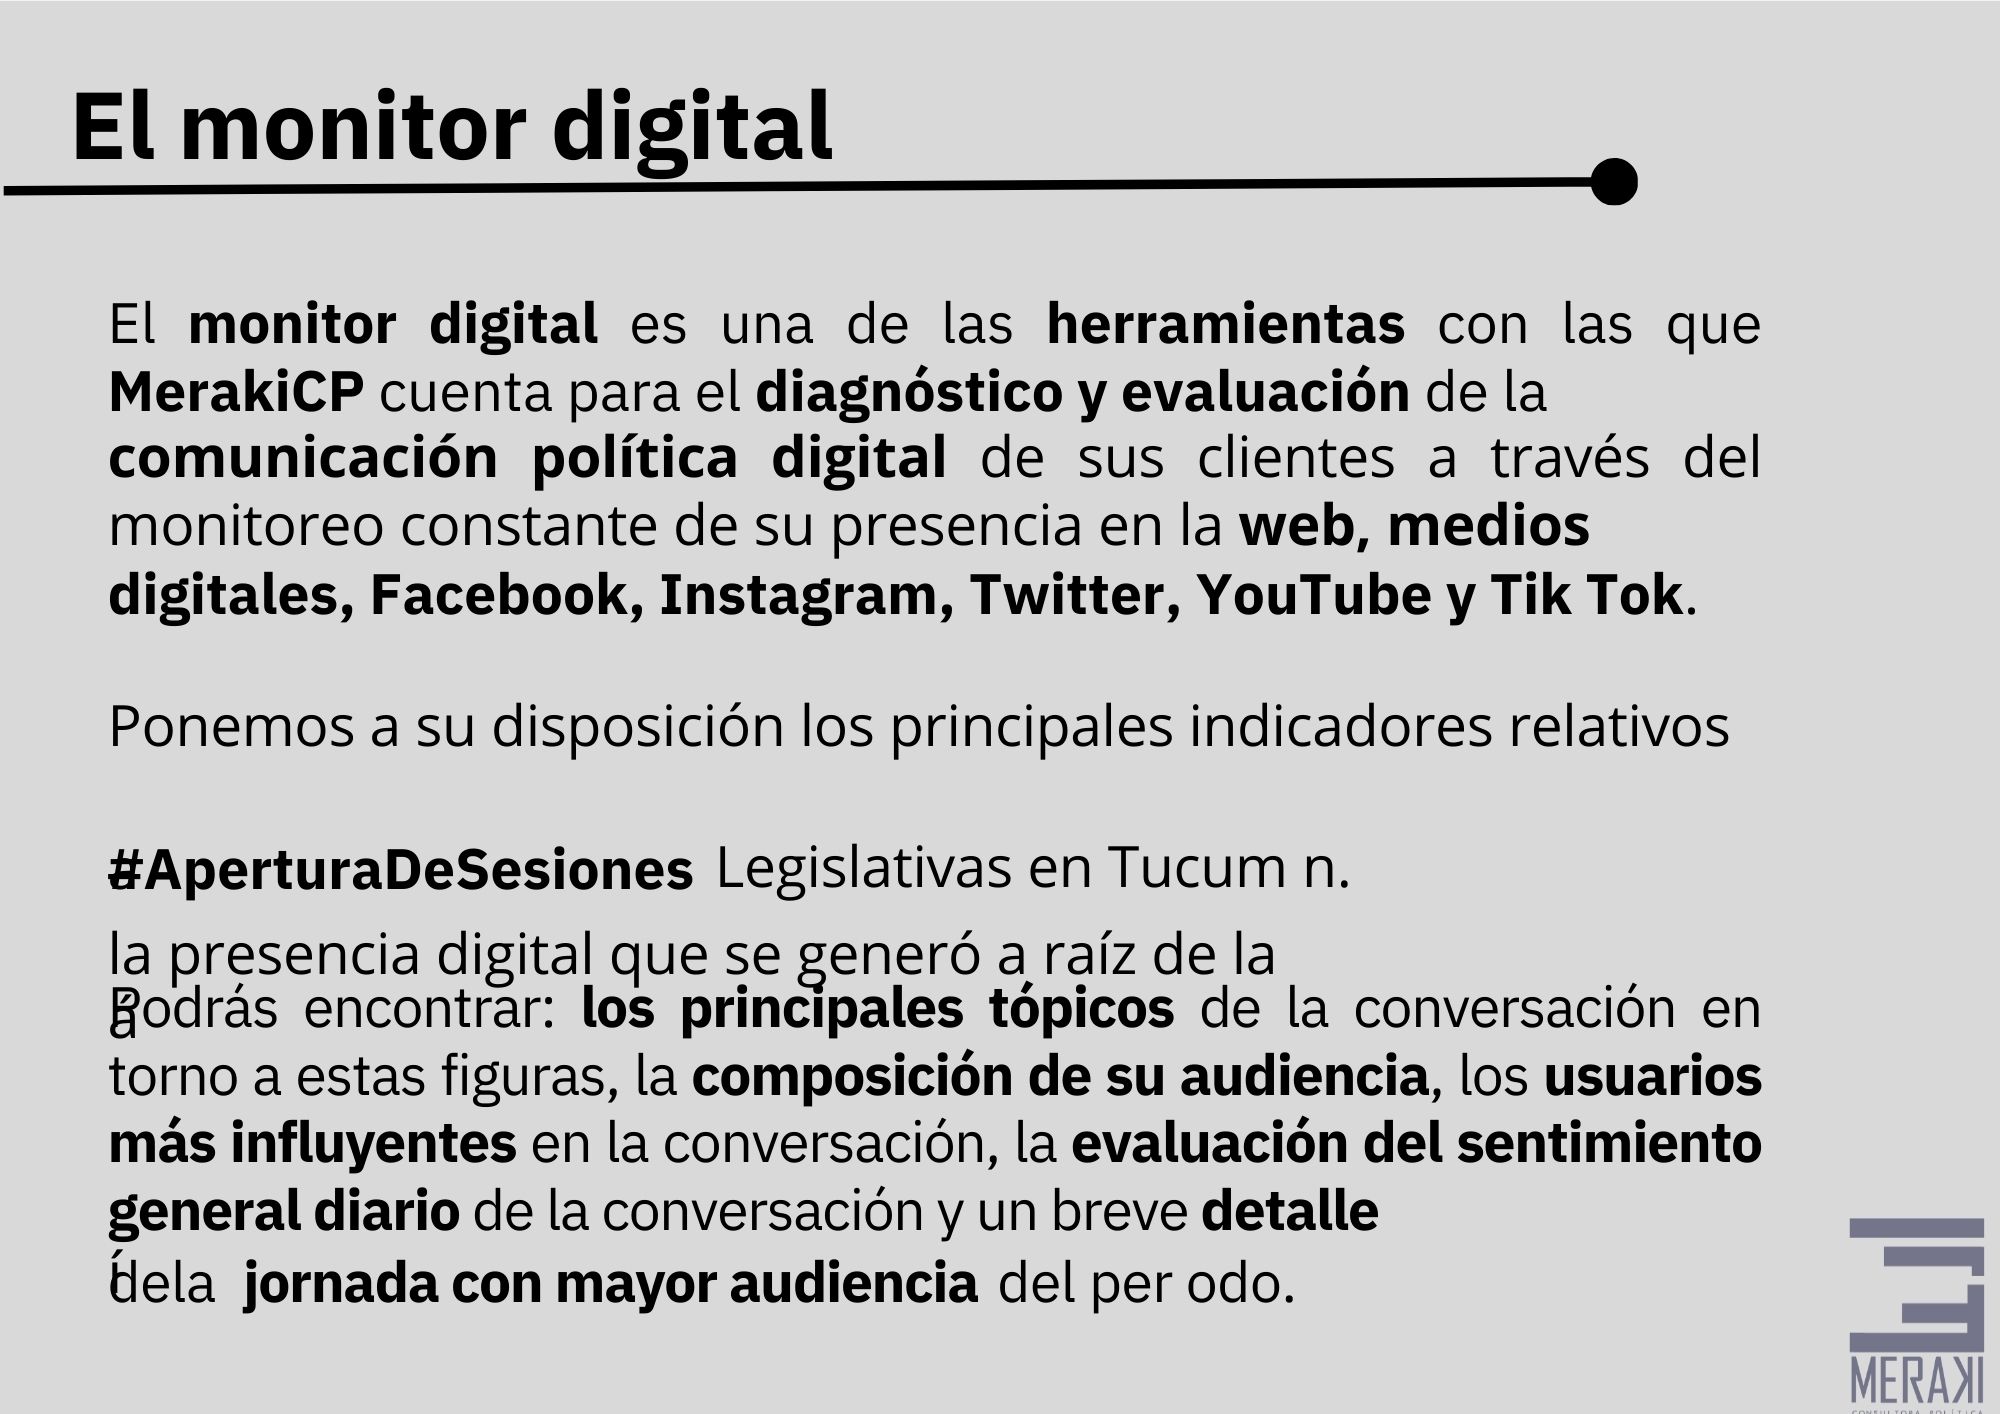 El monitor digital
El monitor digital es una de las herramientas con las que
MerakiCP cuenta para el diagnóstico y evaluación de la
comunicación política digital de sus clientes a través del
monitoreo constante de su presencia en la web, medios
digitales, Facebook, Instagram, Twitter, YouTube y Tik Tok.
Ponemos a su disposición los principales indicadores relativos
#AperturaDeSesiones Legislativas en Tucum n.
la presencia digital que se generó a raíz de la
á
Podrás encontrar: los principales tópicos de la conversación en
torno a estas figuras, la composición de su audiencia, los usuarios
más influyentes en la conversación, la evaluación del sentimiento
general diario de la conversación y un breve detalle
í
dela jornada con mayor audiencia del per odo.
MERAKI